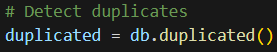 # Detect duplicates
duplicated = db.duplicated()